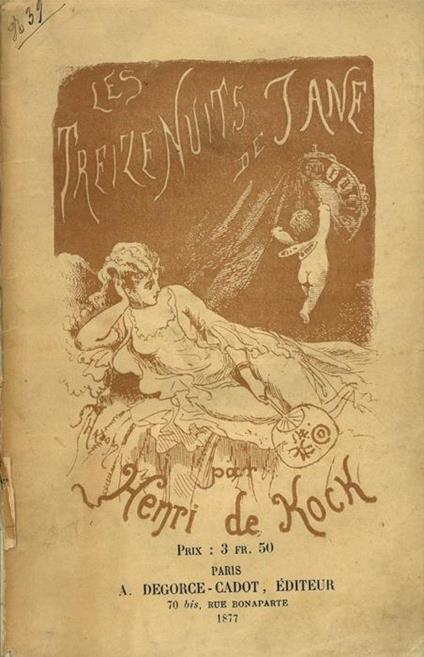 39
LES
TREIZE NUITS
DE JANE
par
Henri de Kock
PRIX : 3 FR. 50
PARIS
A. DEGORCE-CADOT, ÉDITEUR
70 bis, RUE BONAPARTE
1877